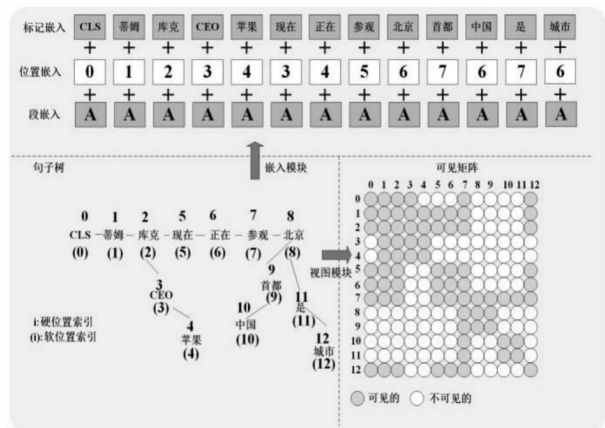 标记嵌入 CLS 蒂姆 库克 CEO 苹果 现在 正在 参观 北京 首都 中国 是 城市
+ + + + + + + + + + + + +
位置嵌入 0 1 2 3 4 3 4 5 6 7 6 7 6
+ + + + + + + + + + + + +
段嵌入 A A A A A A A A A A A A A
句子树
嵌入模块
0 1 2 5 6 7 8
CLS 蒂姆 库克 现在 正在 参观 北京
(0) (1) (2) (5) (6) (7) (8)
3
CEO
(3)
4
苹果
(4)
9
首都
(9)
10
中国
(10)
11
是
(11)
12
城市
(12)
i:硬位置索引
(i):软位置索引
视图模块
可见矩阵
0 1 2 3 4 5 6 7 8 9 10 11 12
0
1
2
3
4
5
6
7
8
9
10
11
12
可见的 不可见的